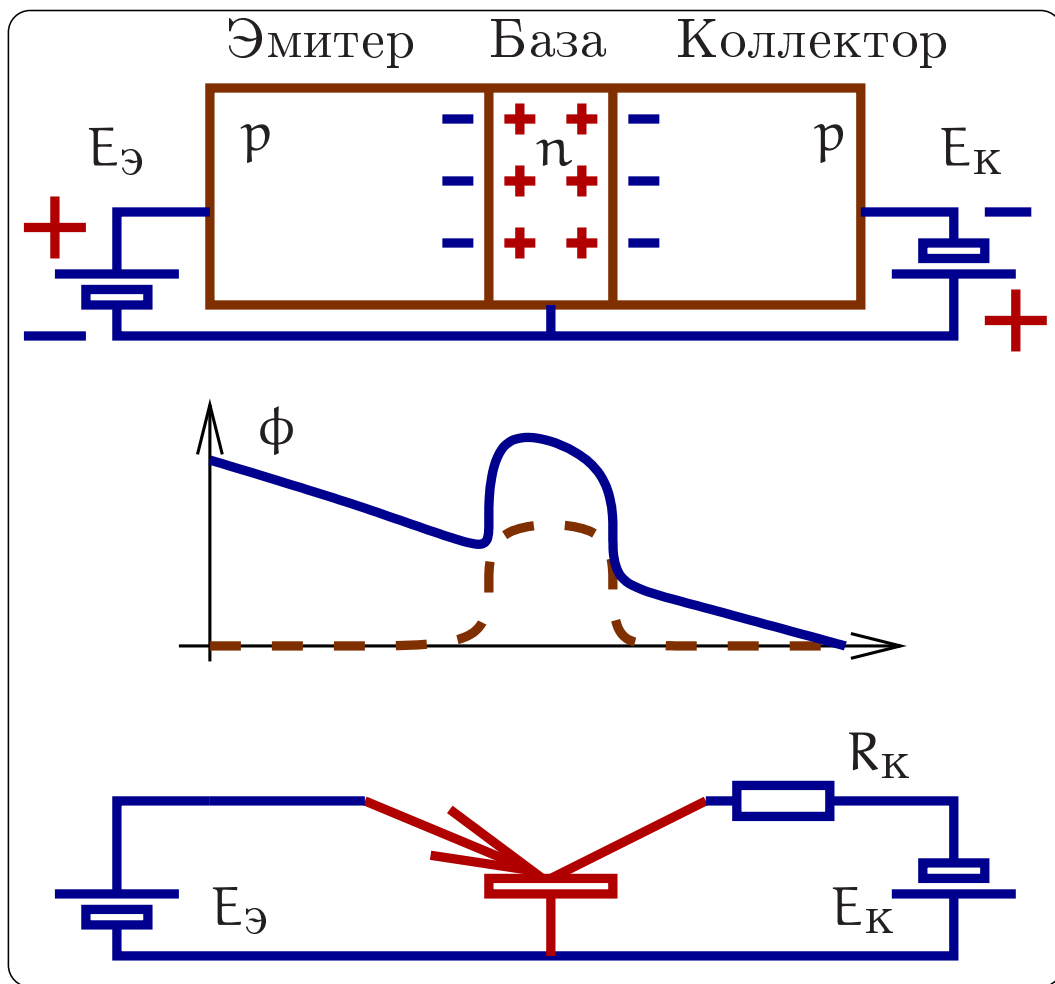 Эмитер База Коллектор
p n p
Eэ Eк
+ − − +
− + + −
− + + −
− + + −
ϕ
Rк
Eэ Eк